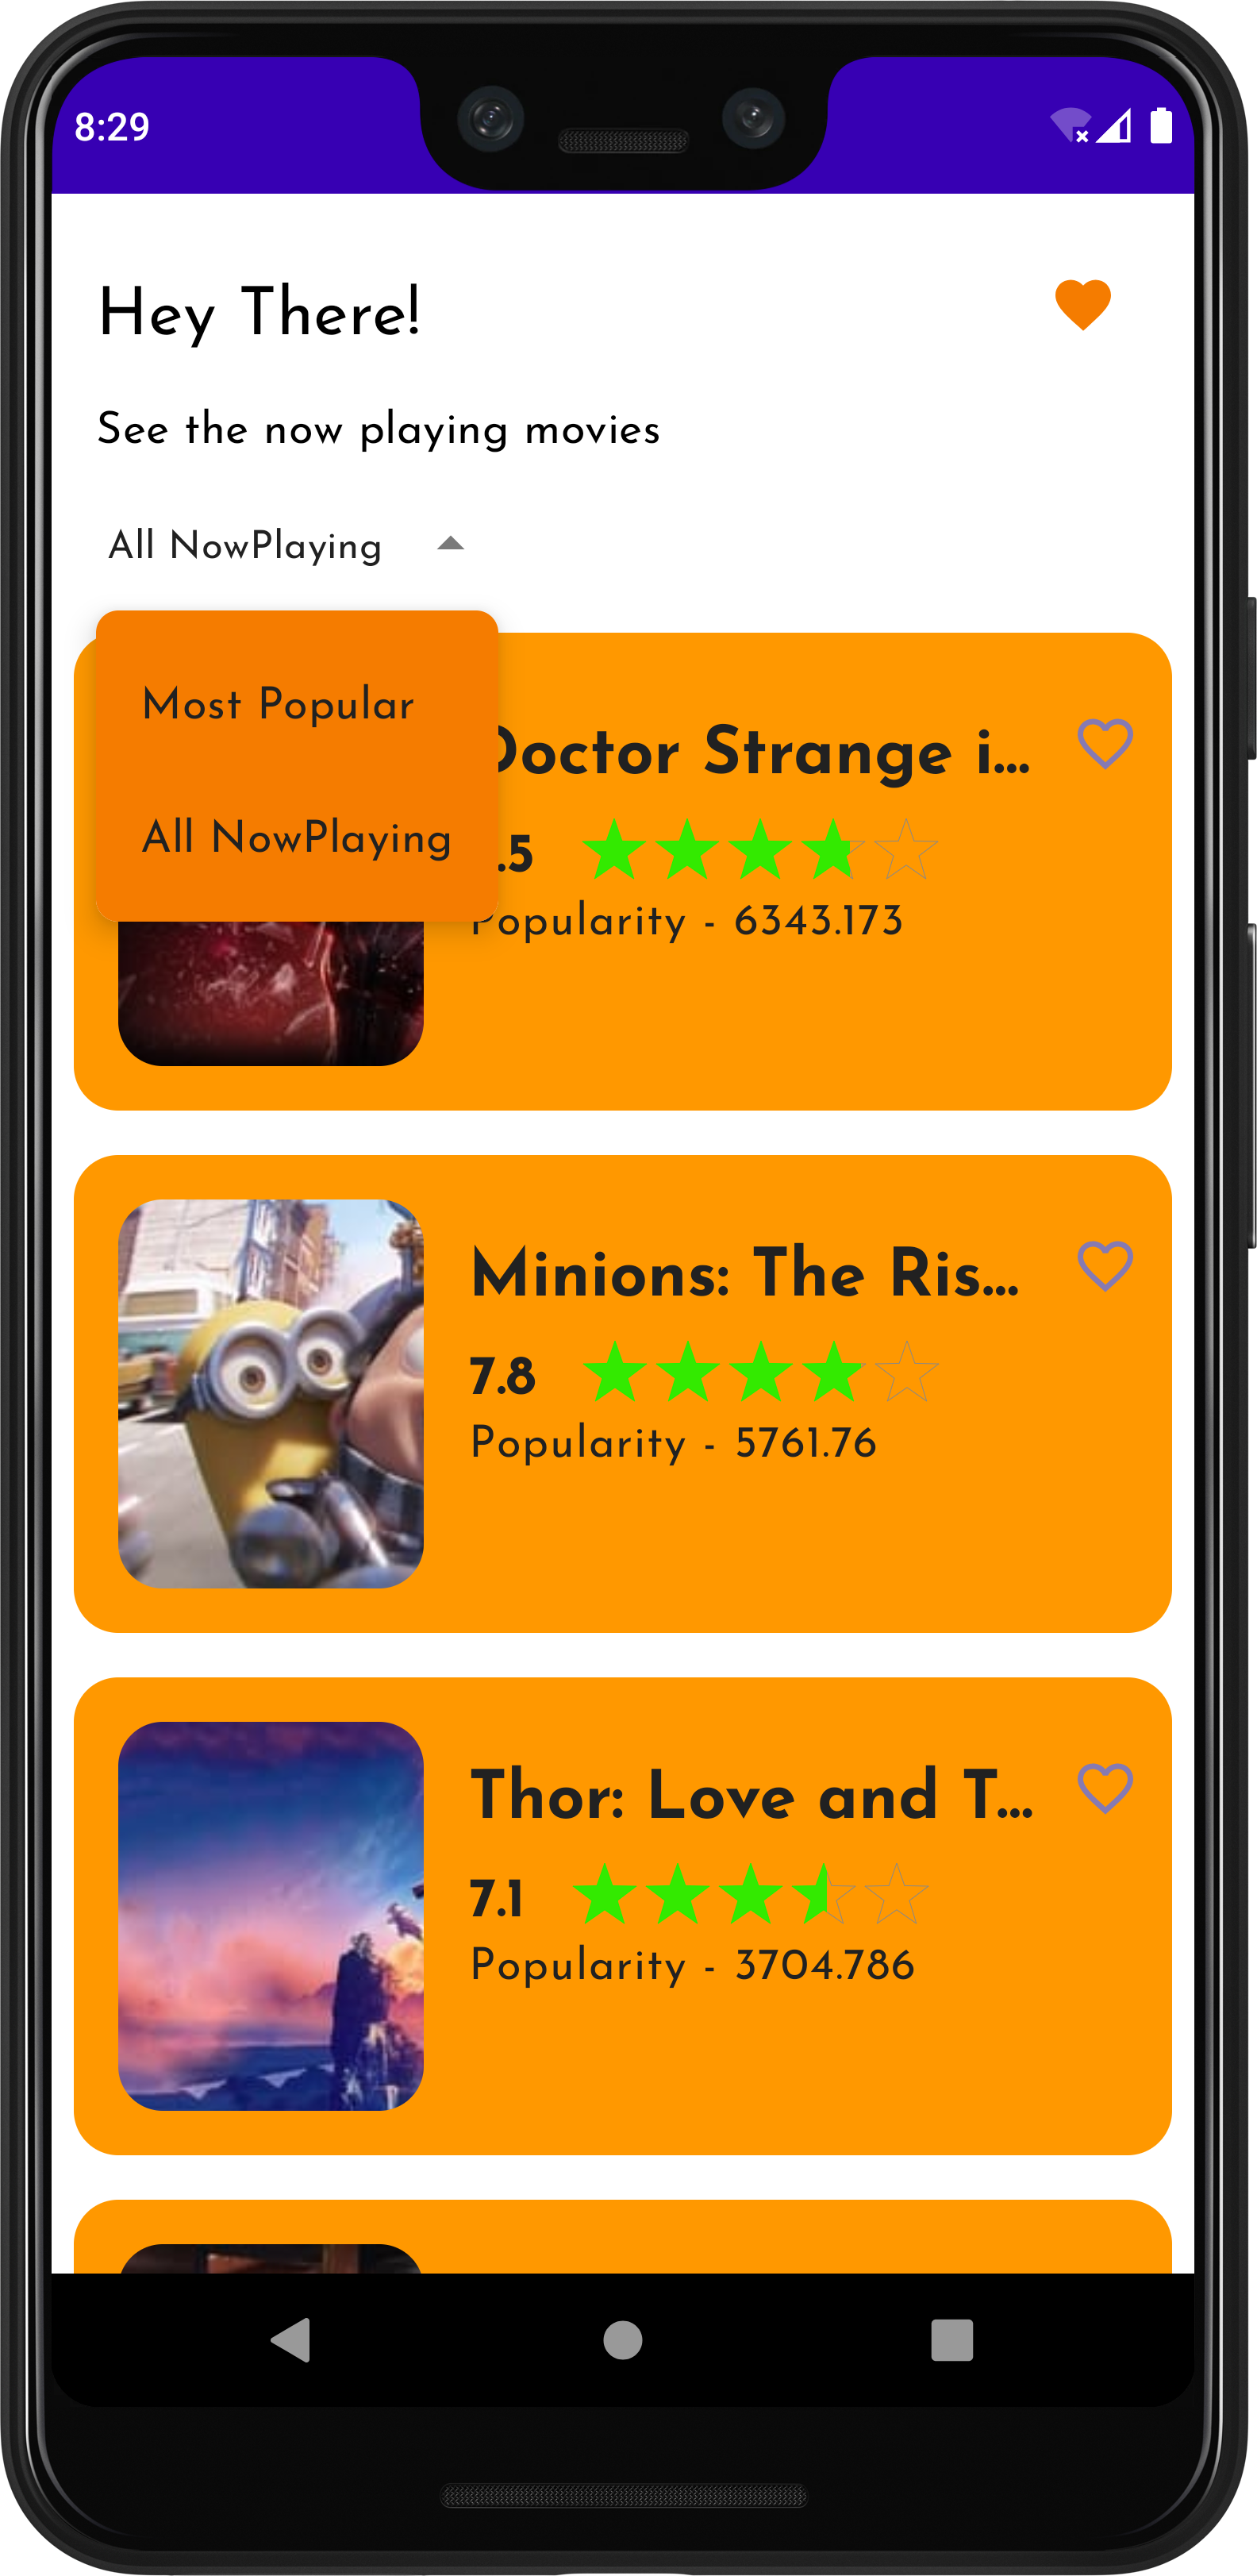 8:29
Hey There!
See the now playing movies
All NowPlaying
Most Popular
All NowPlaying
Doctor Strange i...
.5
Popularity - 6343.173
Minions: The Ris...
7.8
Popularity - 5761.76
Thor: Love and T...
7.1
Popularity - 3704.786